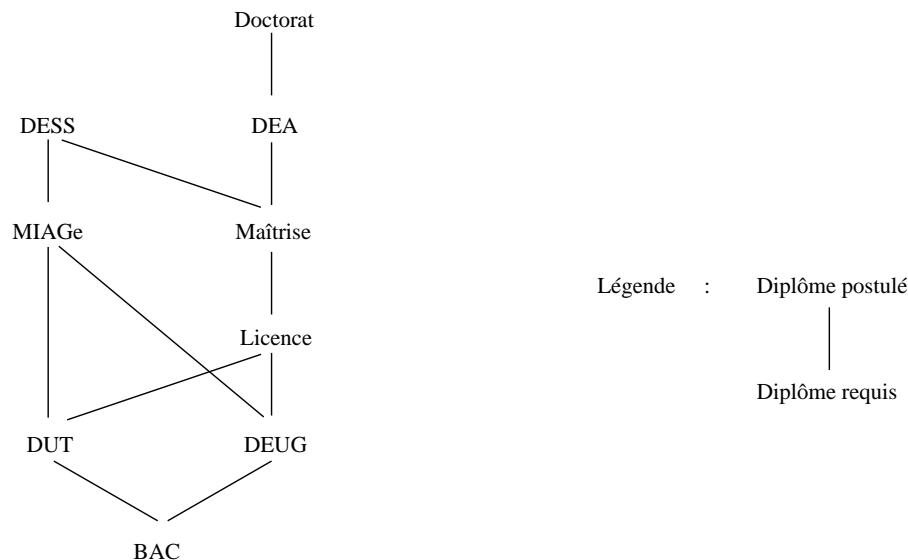 Doctorat
DESS DEA
MIAGe Maîtrise
Légende : Diplôme postulé
Licence
Diplôme requis
DUT DEUG
BAC